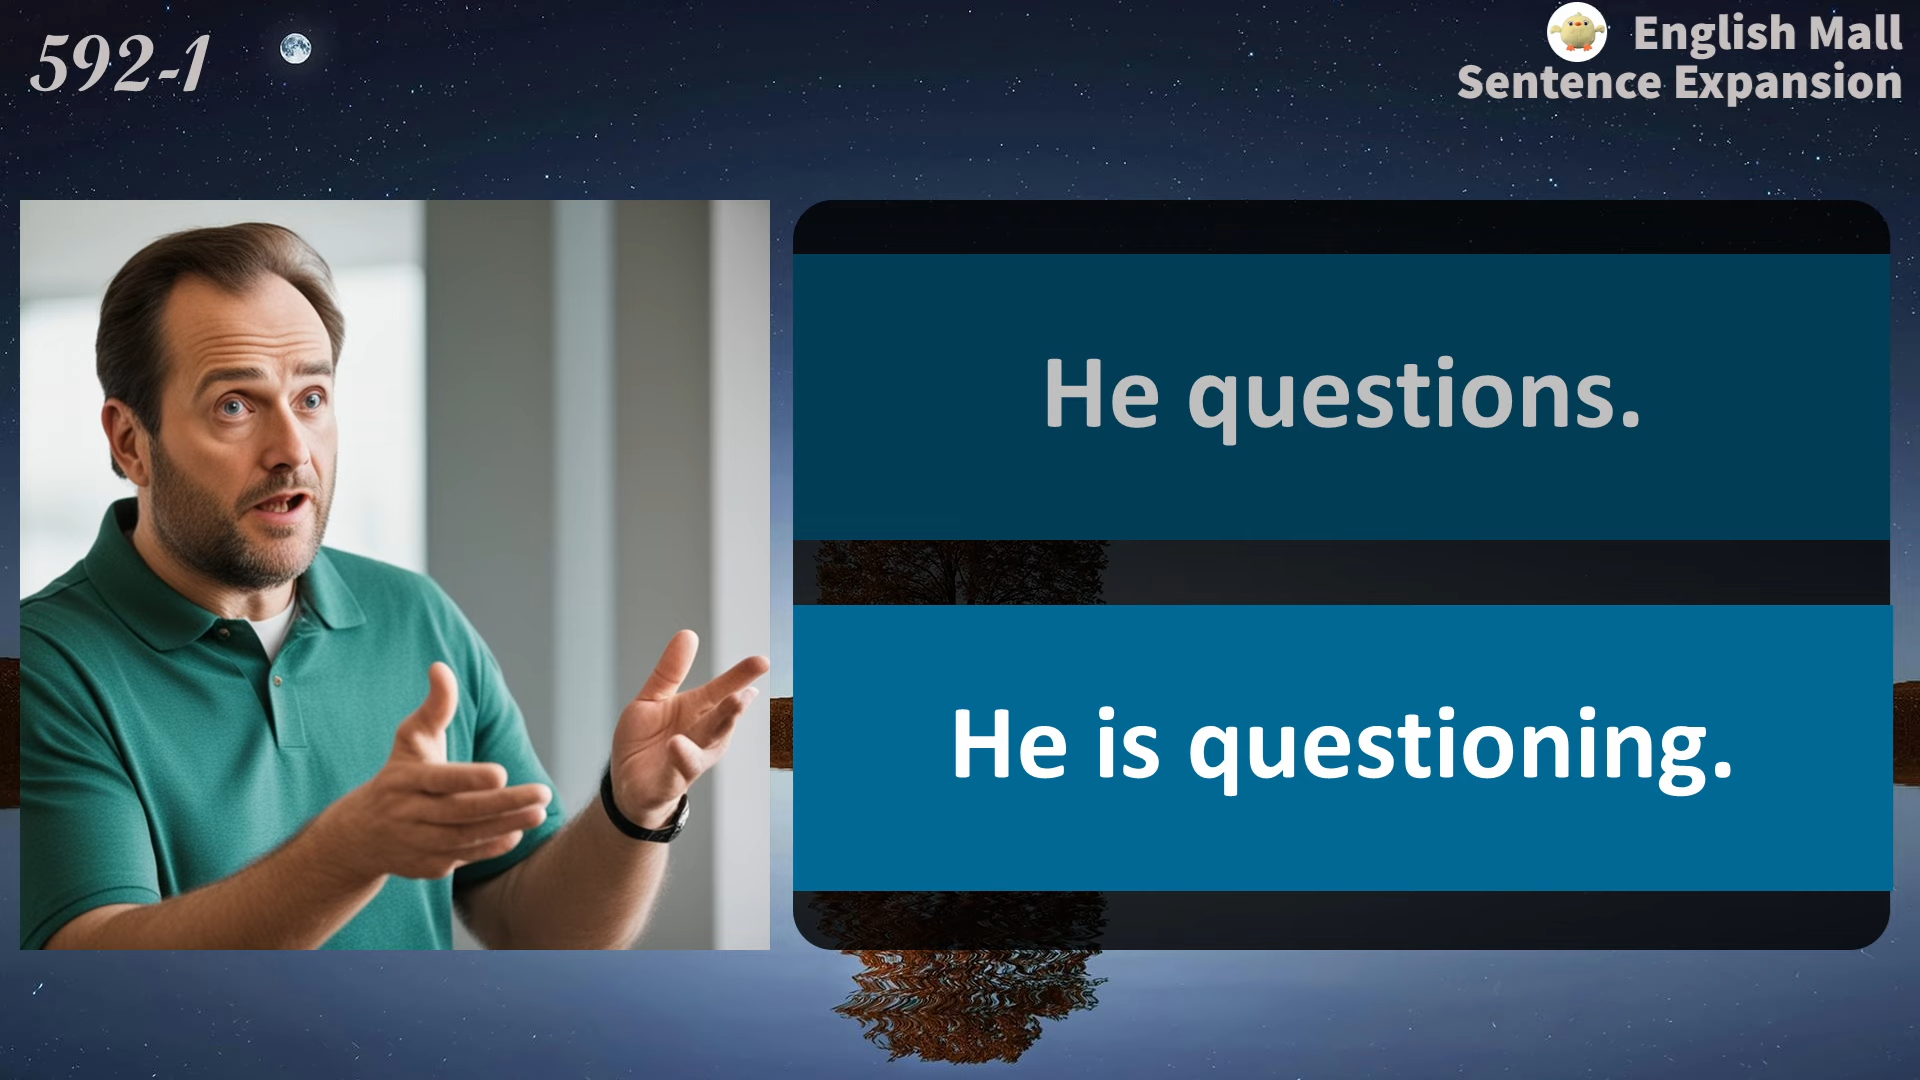 592-1
English Mall
Sentence Expansion
He questions.
He is questioning.